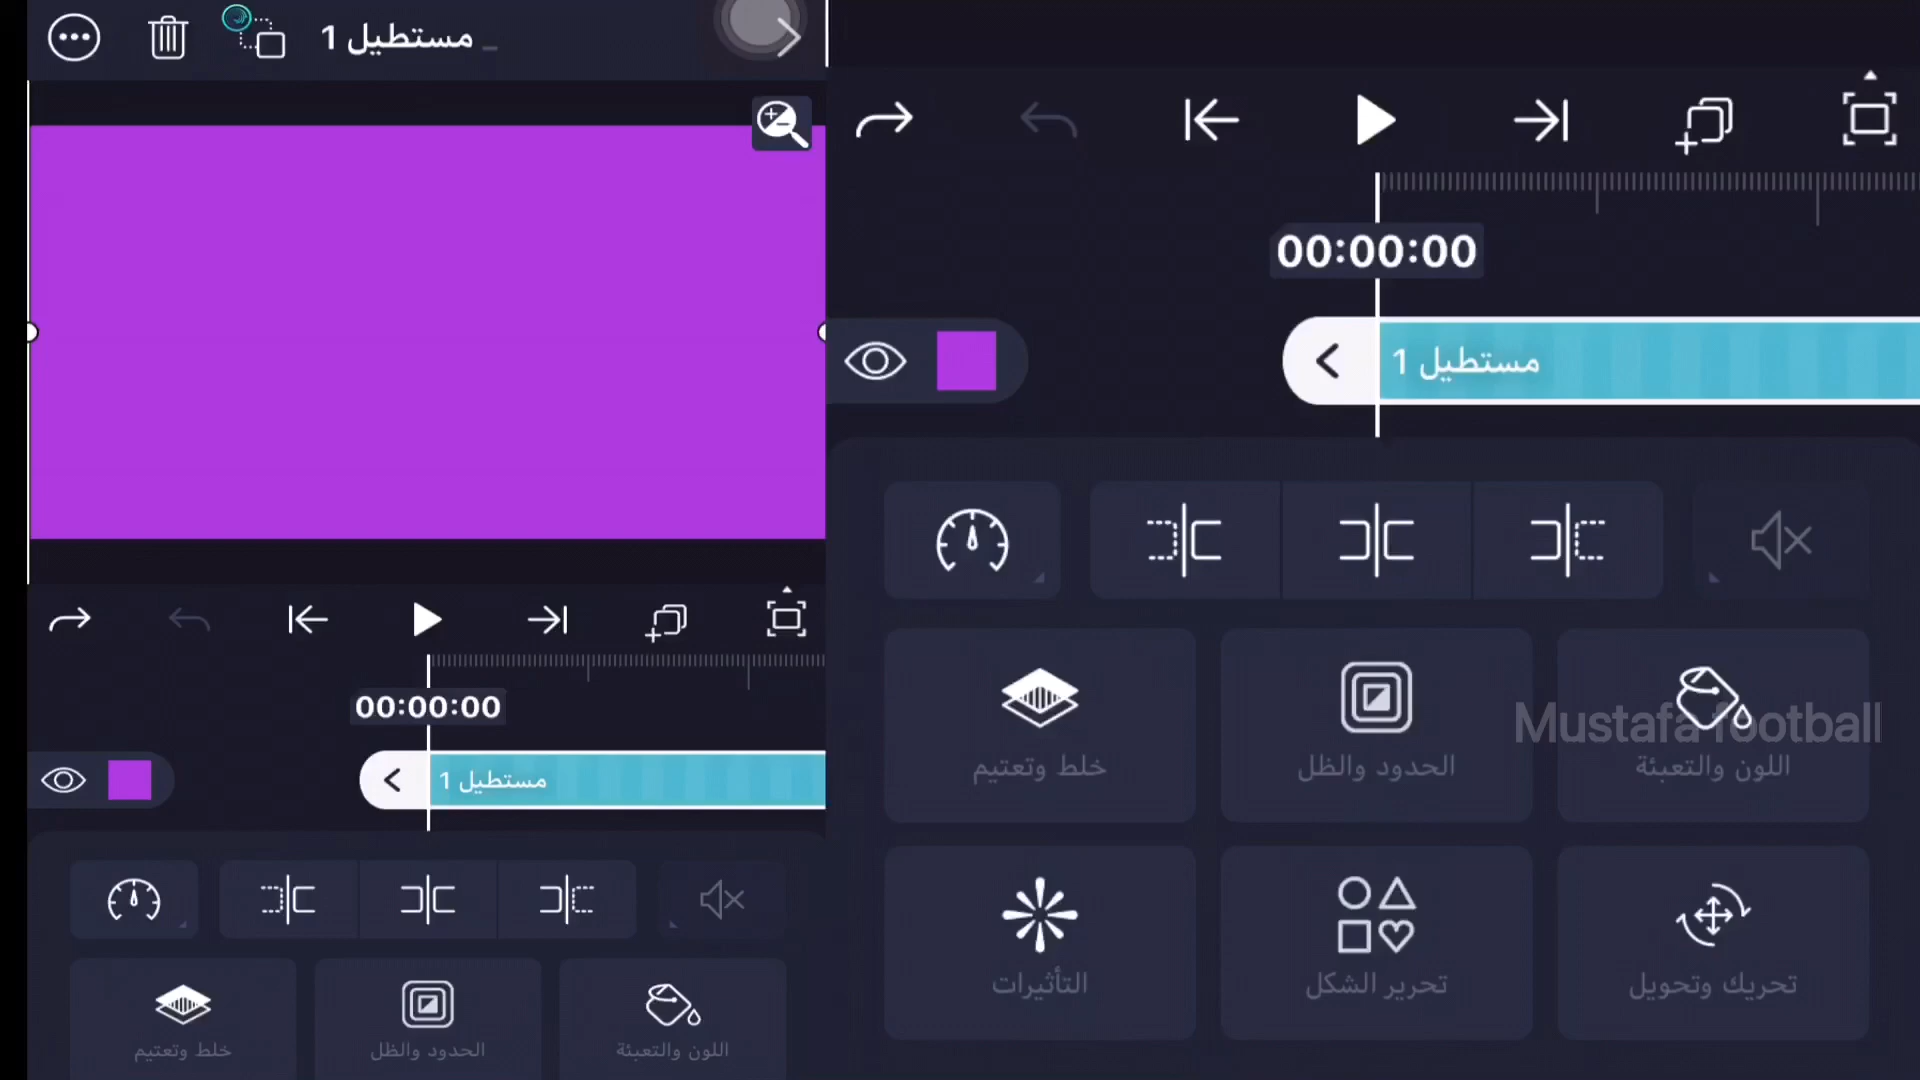 مستطيل 1
00:00:00
مستطيل 1
خلط وتعتيم
الحدود والظل
اللون والتعبئة
00:00:00
مستطيل 1
Mustafa football
اللون والتعبئة
الحدود والظل
خلط وتعتيم
تحريك وتحويل
تحرير الشكل
التأثيرات